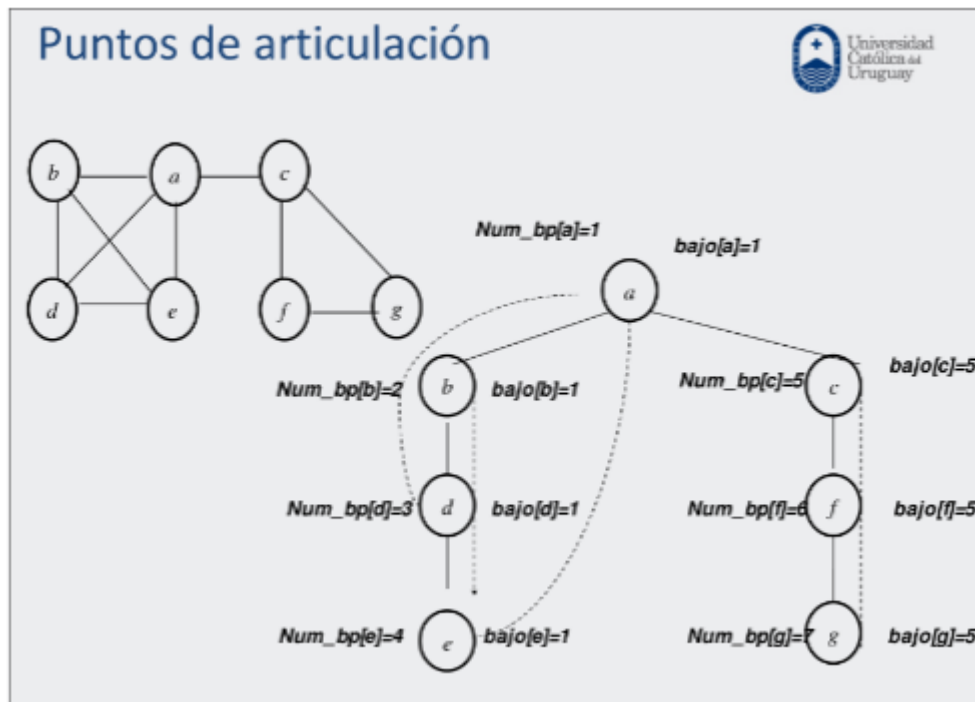 Puntos de articulación
Universidad
Católica del
Uruguay
b
a
c
d
e
f
g
Num_bp[a]=1
bajo[a]=1
a
Num_bp[b]=2
b
bajo[b]=1
Num_bp[c]=5
c
bajo[c]=5
Num_bp[d]=3
d
bajo[d]=1
Num_bp[f]=6
f
bajo[f]=5
Num_bp[e]=4
e
bajo[e]=1
Num_bp[g]=7
g
bajo[g]=5